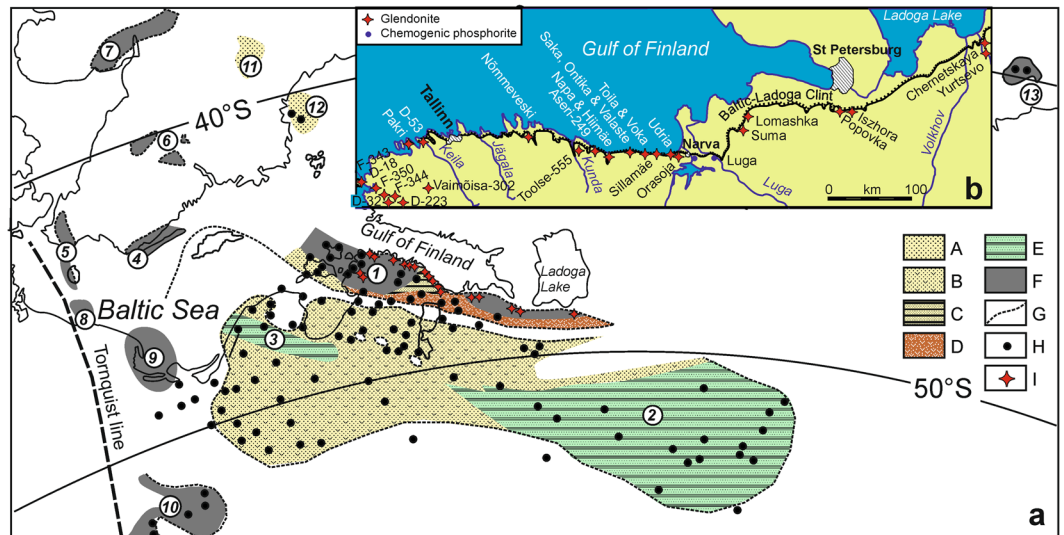 Glendonite
Chemogenic phosphorite
Gulf of Finland
Ladoga Lake
St Petersburg
Baltic-Ladoga Clint
Chernetskaya
Yurtsevo
Volkhov
Iszhora
Popovka
Lomashka
Suma
Narva
Luga
Luga
Udria
Toila & Voka
Saka, Ontika & Valaste
Napa & Hiimäe
Aseri-249
Nõmmeveski
Tallinn
D-53
Pakri
Keila
Jägala
Toolse-555
Kunda
Sillamäe
Orasoja
F-343
D-18
F-350
F-344
Vaimõisa-302
D-32
D-223
0 km 100
b
40°S
50°S
Gulf of Finland
Ladoga
Lake
Baltic Sea
Tornquist line
1
2
3
4
5
6
7
8
9
10
11
12
13
A
B
C
D
E
F
G
H
I
a